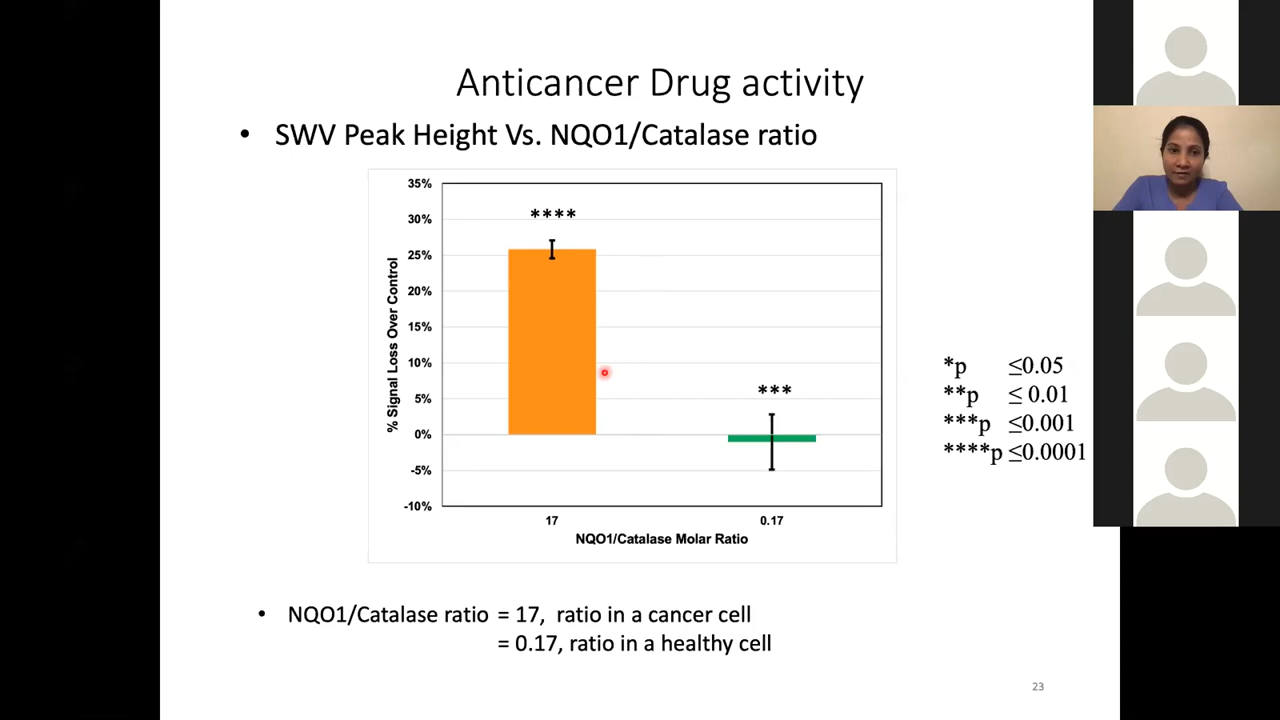 Anticancer Drug activity
• SWV Peak Height Vs. NQO1/Catalase ratio
35%
30%
25%
20%
15%
10%
5%
0%
-5%
-10%
% Signal Loss Over Control
****
***
17
0.17
NQO1/Catalase Molar Ratio
*p ≤0.05
**p ≤ 0.01
***p ≤0.001
****p ≤0.0001
• NQO1/Catalase ratio = 17, ratio in a cancer cell
= 0.17, ratio in a healthy cell
23